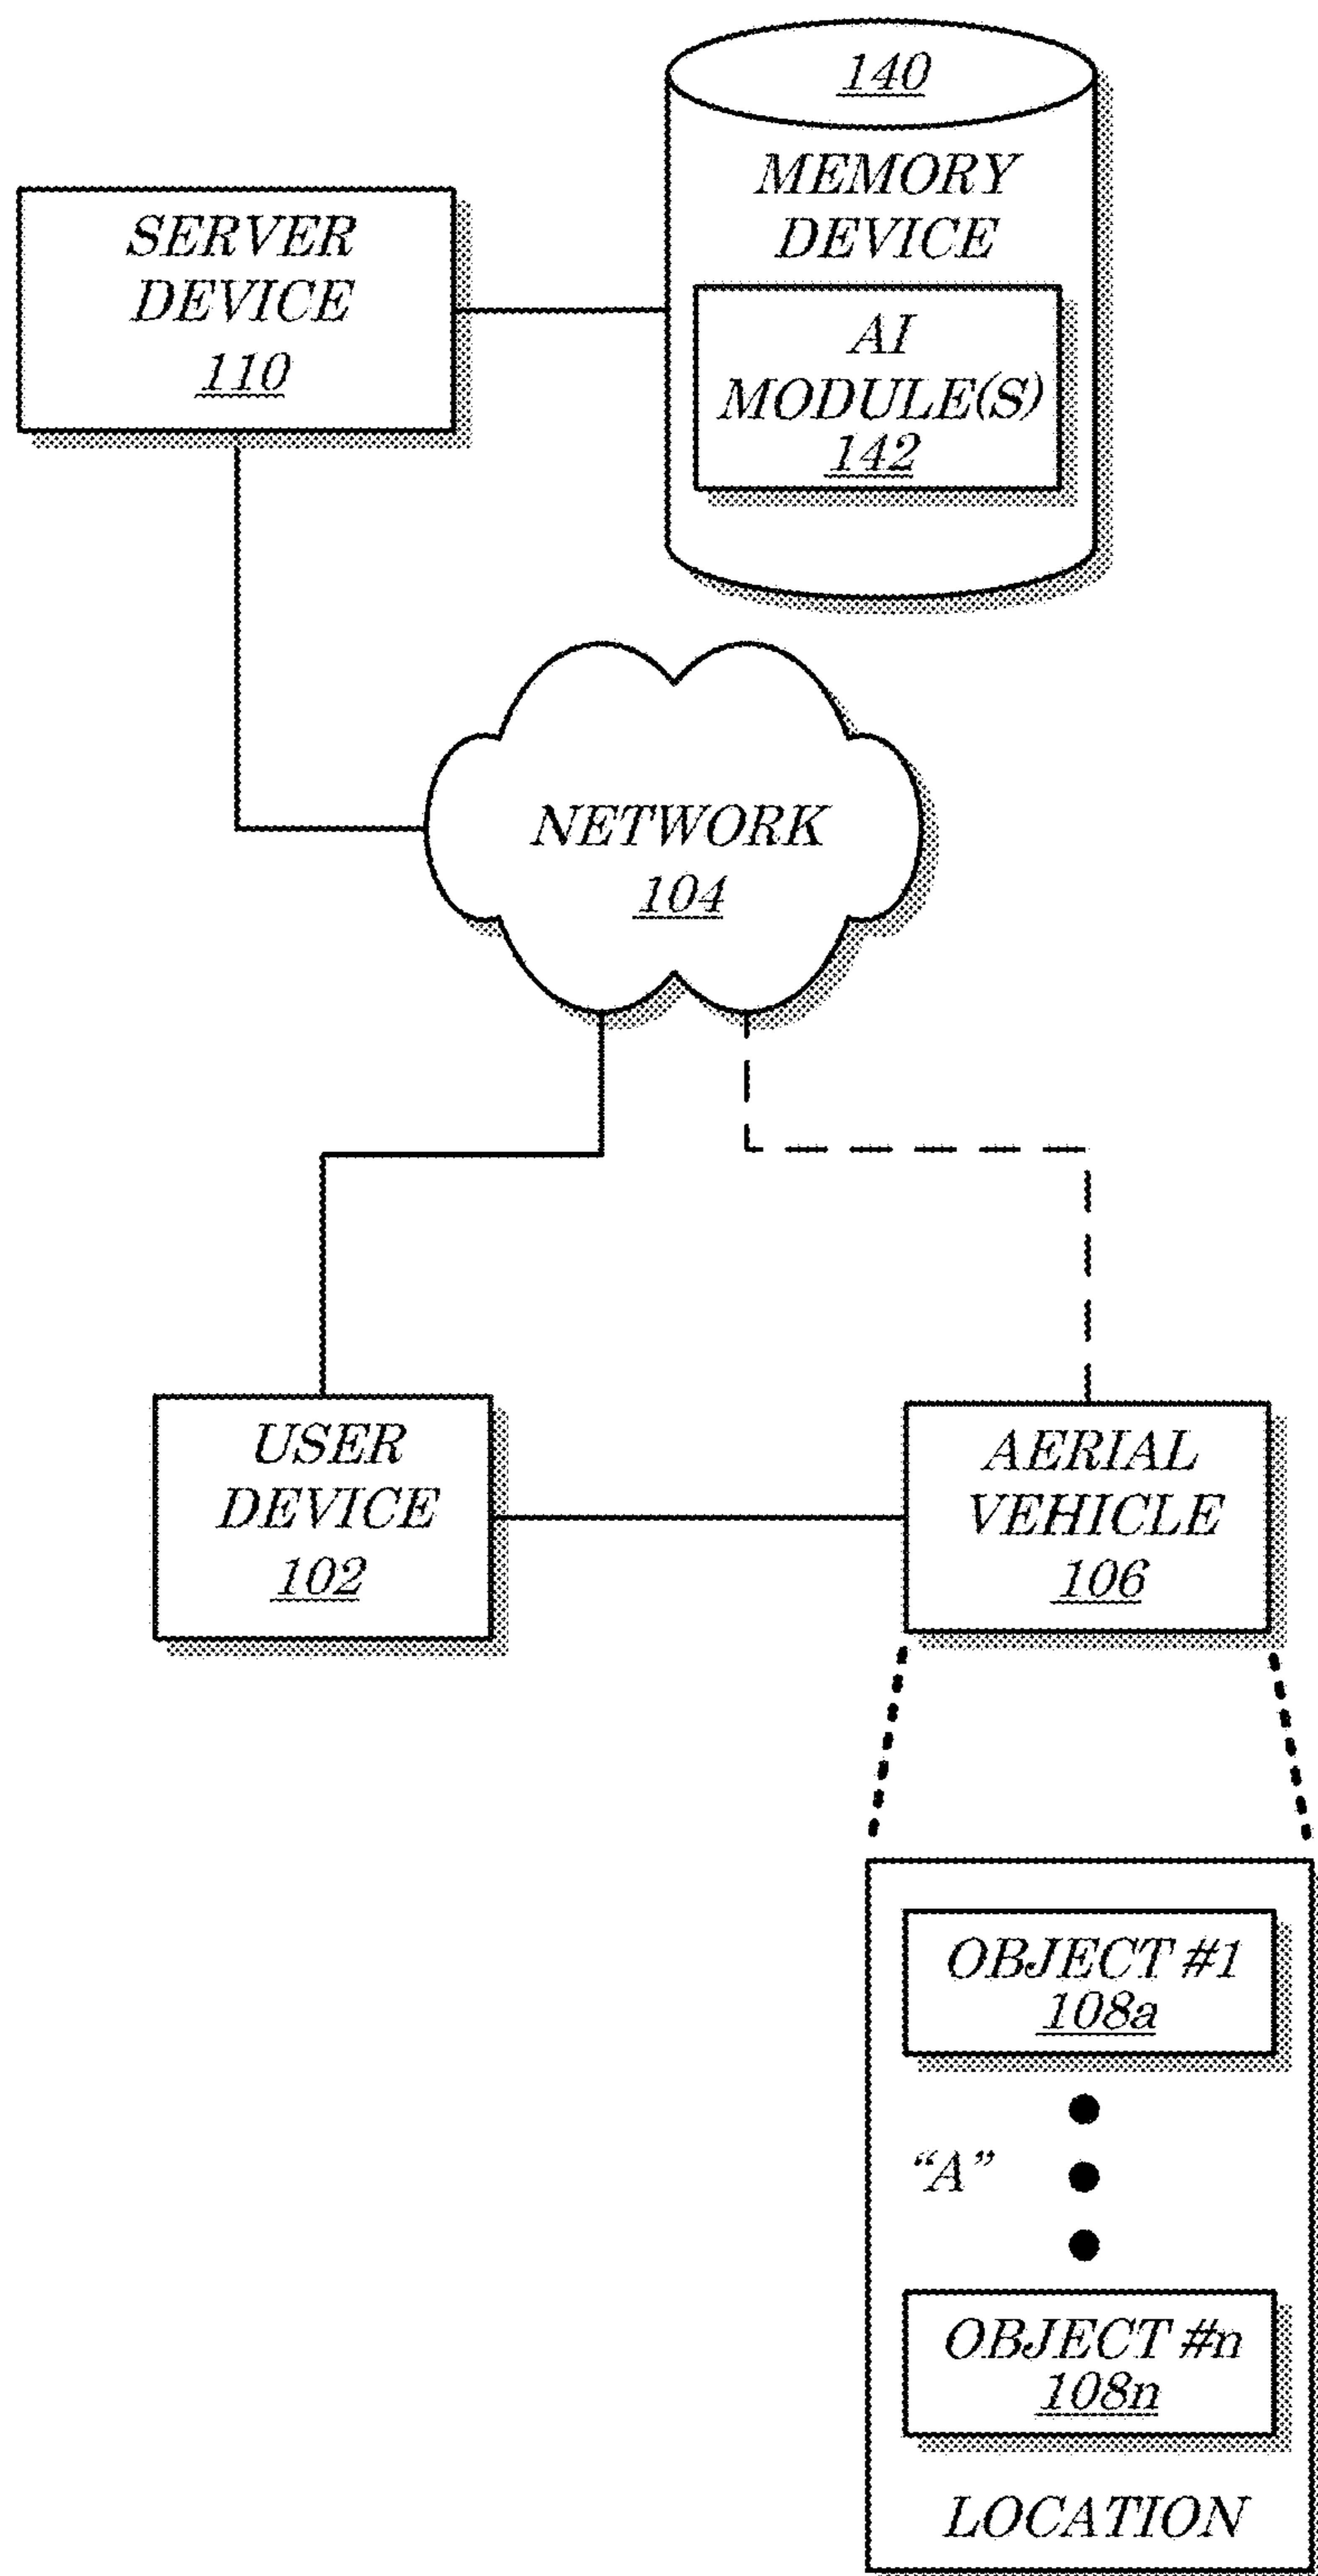 140
MEMORY
DEVICE
AI
MODULE(S)
142
SERVER
DEVICE
110
NETWORK
104
USER
DEVICE
102
AERIAL
VEHICLE
106
OBJECT #1
108a
“A”
OBJECT #n
108n
LOCATION